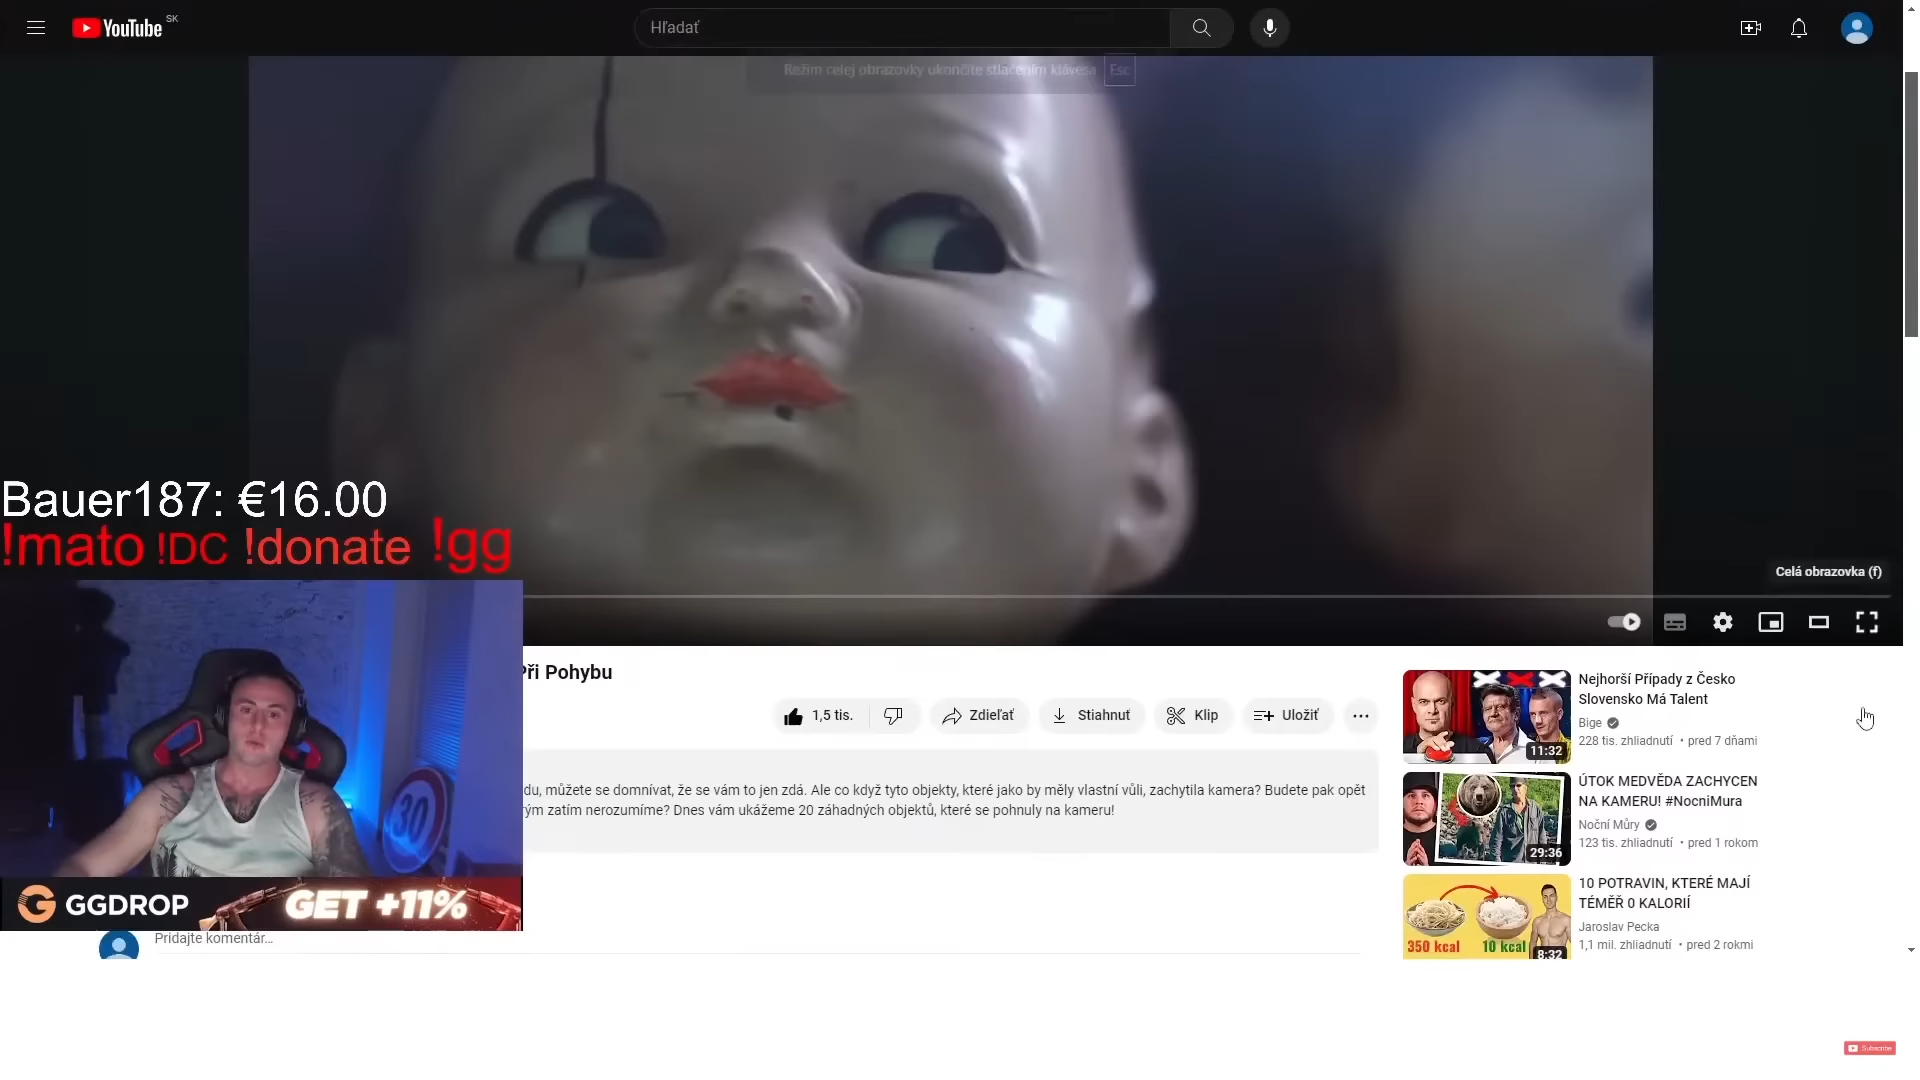 YouTube SK
Hľadať
Režim celej obrazovky ukončíte stlačením klávesa Esc
Bauer187: €16.00
!mato !DC !donate !gg
Celá obrazovka (f)
Při Pohybu
1,5 tis.
Zdieľať
Stiahnuť
Klip
Uložiť
du, můžete se domnívat, že se vám to jen zdá. Ale co když tyto objekty, které jako by měly vlastní vůli, zachytila kamera? Budete pak opět
rým zatím nerozumíme? Dnes vám ukážeme 20 záhadných objektů, které se pohnuly na kameru!
30
GGDROP GET +11%
Pridajte komentár...
11:32
Nejhorší Případy z Česko
Slovensko Má Talent
Bige
228 tis. zhliadnutí • pred 7 dňami
29:36
ÚTOK MEDVĚDA ZACHYCEN
NA KAMERU! #NocniMura
Noční Můry
123 tis. zhliadnutí • pred 1 rokom
350 kcal 10 kcal
8:32
10 POTRAVIN, KTERÉ MAJÍ
TÉMĚŘ 0 KALORIÍ
Jaroslav Pecka
1,1 mil. zhliadnutí • pred 2 rokmi
Subscribe